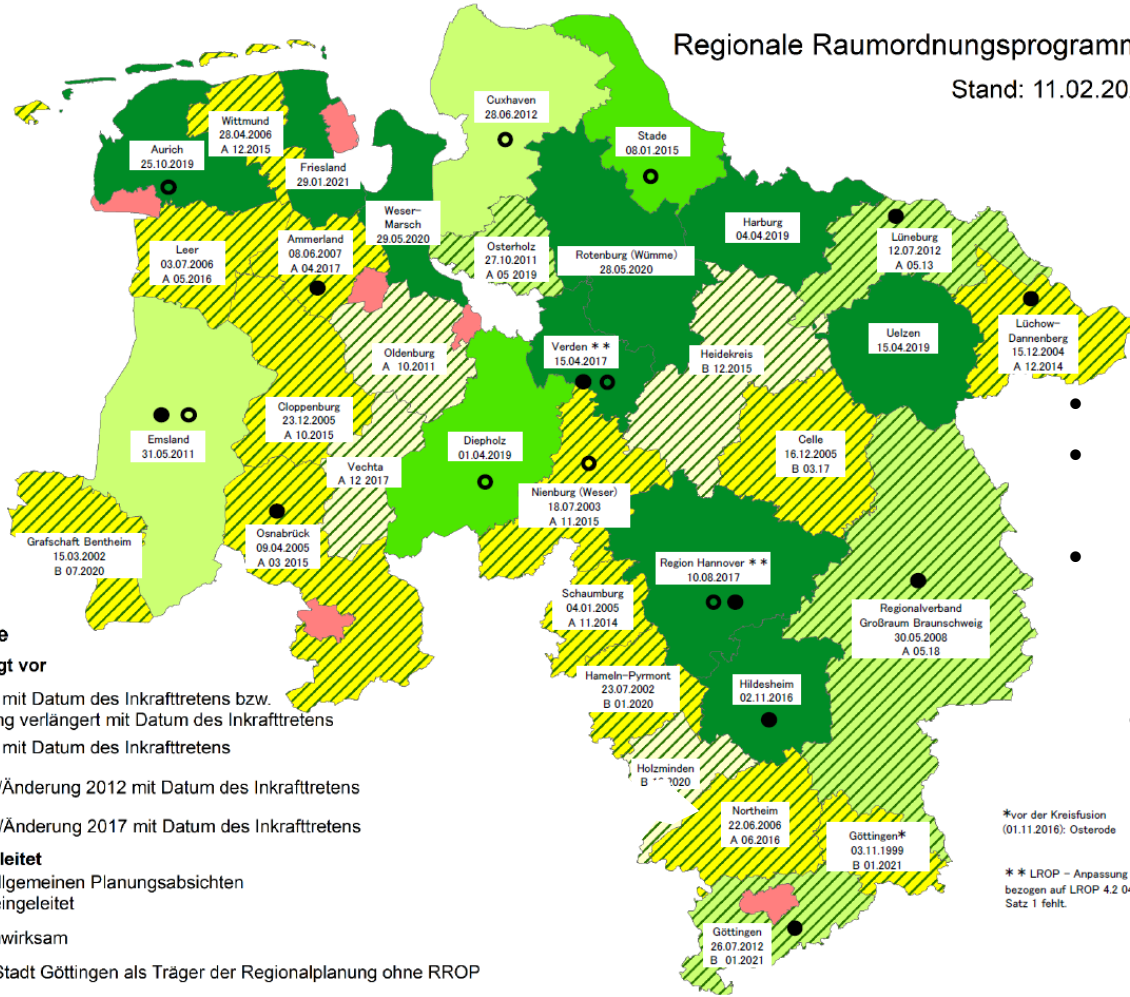 Regionale Raumordnungsprogramm
Stand: 11.02.20
Cuxhaven
28.06.2012
Stade
08.01.2015
Wittmund
28.04.2006
A 12.2015
Aurich
25.10.2019
Friesland
29.01.2021
Weser-
Marsch
29.05.2020
Harburg
04.04.2019
Lüneburg
12.07.2012
A 05.13
Leer
03.07.2006
A 05.2016
Ammerland
08.06.2007
A 04.2017
Osterholz
27.10.2011
A 05 2019
Rotenburg (Wümme)
28.05.2020
Uelzen
15.04.2019
Lüchow-
Dannenberg
15.12.2004
A 12.2014
Oldenburg
A 10.2011
Verden **
15.04.2017
Heidekreis
B 12.2015
Cloppenburg
23.12.2005
A 10.2015
Emsland
31.05.2011
Diepholz
01.04.2019
Celle
16.12.2005
B 03.17
Vechta
A 12 2017
Nienburg (Weser)
18.07.2003
A 11.2015
Grafschaft Bentheim
15.03.2002
B 07.2020
Osnabrück
09.04.2005
A 03 2015
Region Hannover **
10.08.2017
Schaumburg
04.01.2005
A 11.2014
Regionalverband
Großraum Braunschweig
30.05.2008
A 05.18
Hameln-Pyrmont
23.07.2002
B 01.2020
Hildesheim
02.11.2016
Holzminden
Northeim
22.06.2006
A 06.2016
Göttingen*
03.11.1999
B 01.2021
Göttingen
26.07.2012
B 01.2021
e
gt vor
mit Datum des Inkrafttretens bzw.
ng verlängert mit Datum des Inkrafttretens
mit Datum des Inkrafttretens
/Änderung 2012 mit Datum des Inkrafttretens
/Änderung 2017 mit Datum des Inkrafttretens
leitet
llgemeinen Planungsabsichten
eingeleitet
wirksam
Stadt Göttingen als Träger der Regionalplanung ohne RROP
*vor der Kreisfusion
(01.11.2016): Osterode
** LROP - Anpassung
bezogen auf LROP 4.2 04
Satz 1 fehlt.